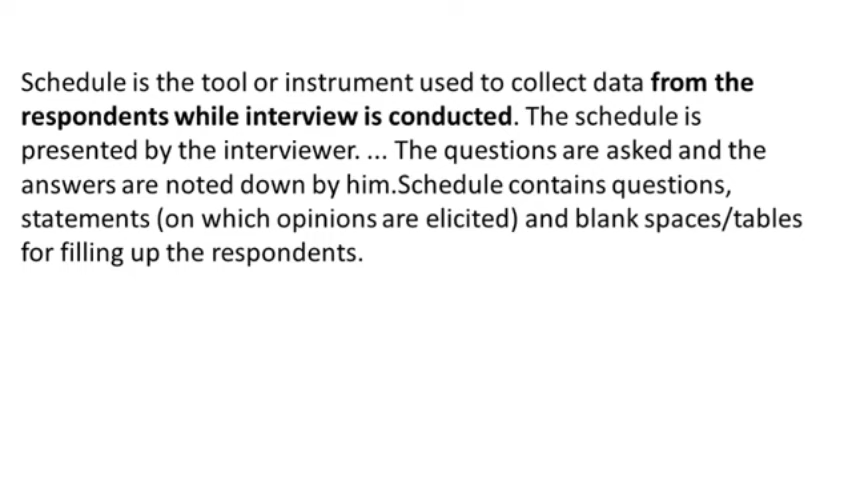 Schedule is the tool or instrument used to collect data from the
respondents while interview is conducted. The schedule is
presented by the interviewer. ... The questions are asked and the
answers are noted down by him.Schedule contains questions,
statements (on which opinions are elicited) and blank spaces/tables
for filling up the respondents.